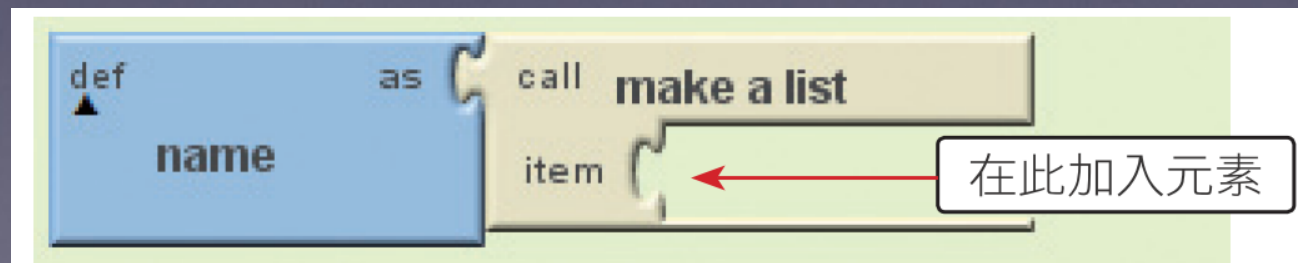 def as call make a list
name item 在此加入元素